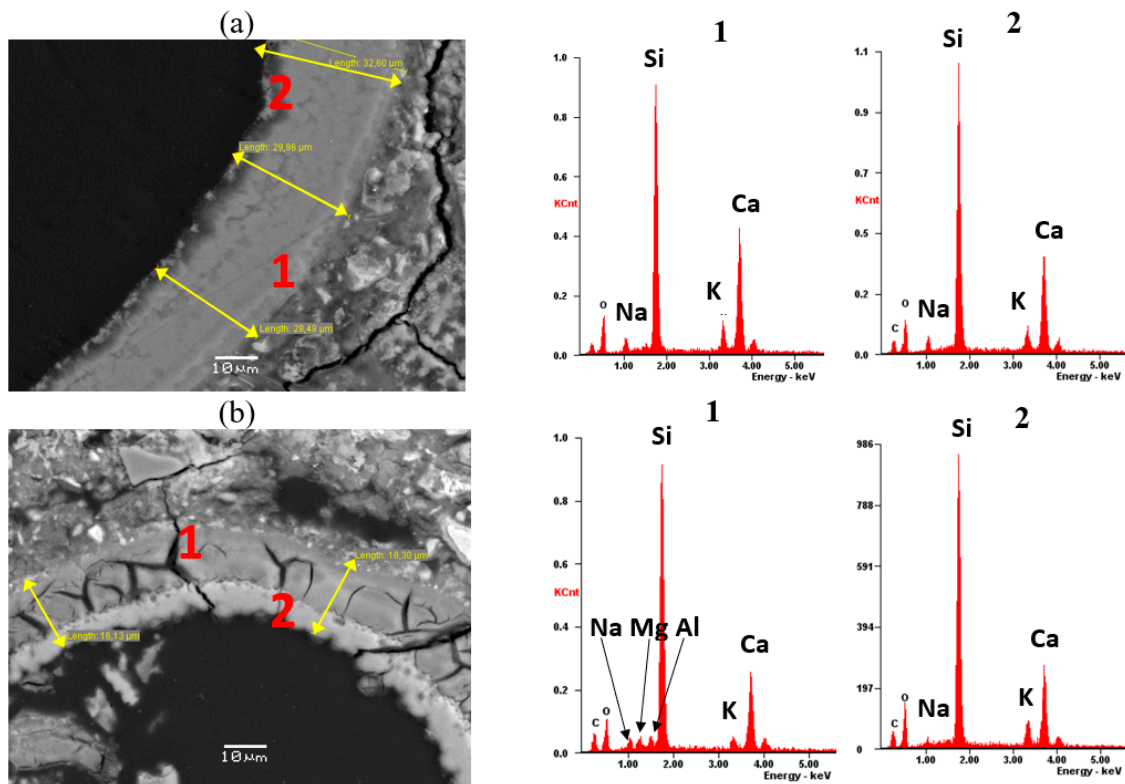 (a)
Length: 32,60 µm
2
Length: 29,96 µm
1
Length: 28,48 µm
10µm
1
1.0
Si
0.8
0.6
KCnt
Ca
0.4
0.2
O
Na
K
0.0
1.00 2.00 3.00 4.00 5.00
Energy - keV
2
1.1
Si
0.9
0.7
KCnt
0.5
Ca
0.2
C
O
Na
K
0.0
1.00 2.00 3.00 4.00 5.00
Energy - keV
(b)
1
Length: 18,30 µm
2
Length: 16,13 µm
10µm
1
1.0
Si
0.8
0.6
KCnt
Na Mg Al
0.4
Ca
0.2
C
O
K
0.0
1.00 2.00 3.00 4.00 5.00
Energy - keV
2
986
Si
788
591
394
Ca
197
C
O
Na
K
0
1.00 2.00 3.00 4.00 5.00
Energy - keV